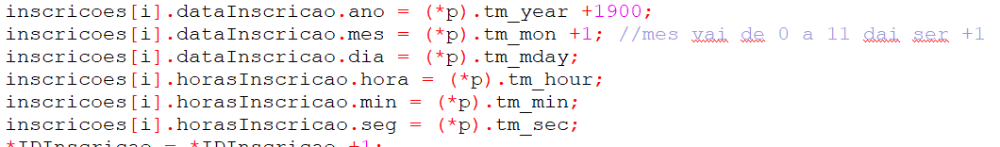 inscricoes[i].dataInscricao.ano = (*p).tm_year +1900;
inscricoes[i].dataInscricao.mes = (*p).tm_mon +1; //mes vai de 0 a 11 dai ser +1
inscricoes[i].dataInscricao.dia = (*p).tm_mday;
inscricoes[i].horasInscricao.hora = (*p).tm_hour;
inscricoes[i].horasInscricao.min = (*p).tm_min;
inscricoes[i].horasInscricao.seg = (*p).tm_sec;
*IDInscricao = *IDInscricao +1;